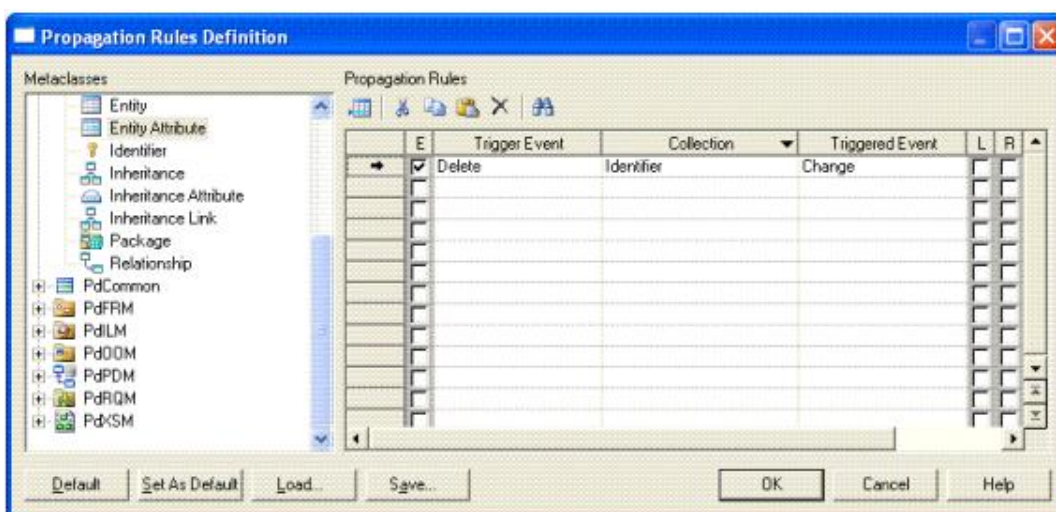 Propagation Rules Definition
Metaclasses
Entity
Entity Attribute
Identifier
Inheritance
Inheritance Attribute
Inheritance Link
Package
Relationship
PdCommon
PdFRM
PdILM
PdOOM
PdPDM
PdRQM
PdXSM
Propagation Rules
E Trigger Event Collection Triggered Event L R
Delete Identifier Change
Default Set As Default Load... Save... OK Cancel Help